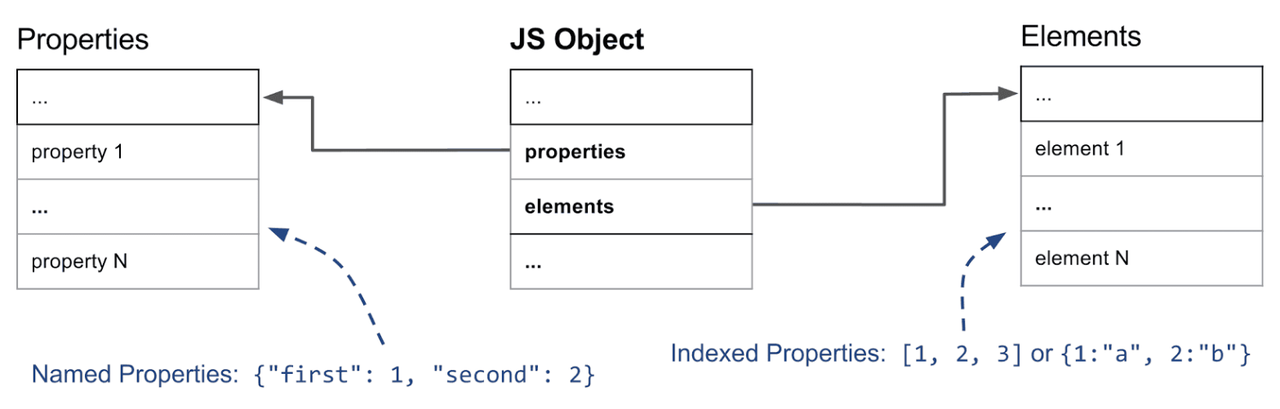 Properties
...
property 1
...
property N
JS Object
...
properties
elements
...
Elements
...
element 1
...
element N
Named Properties: {"first": 1, "second": 2}
Indexed Properties: [1, 2, 3] or {1:"a", 2:"b"}